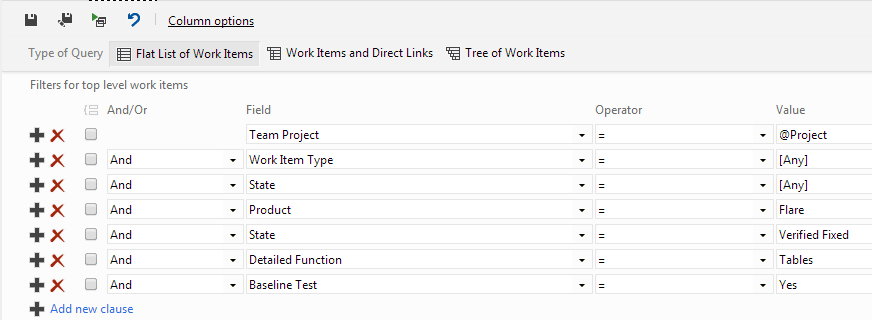 Column options
Type of Query Flat List of Work Items Work Items and Direct Links Tree of Work Items
Filters for top level work items
And/Or Field Operator Value
Team Project = @Project
And Work Item Type = [Any]
And State = [Any]
And Product = Flare
And State = Verified Fixed
And Detailed Function = Tables
And Baseline Test = Yes
Add new clause